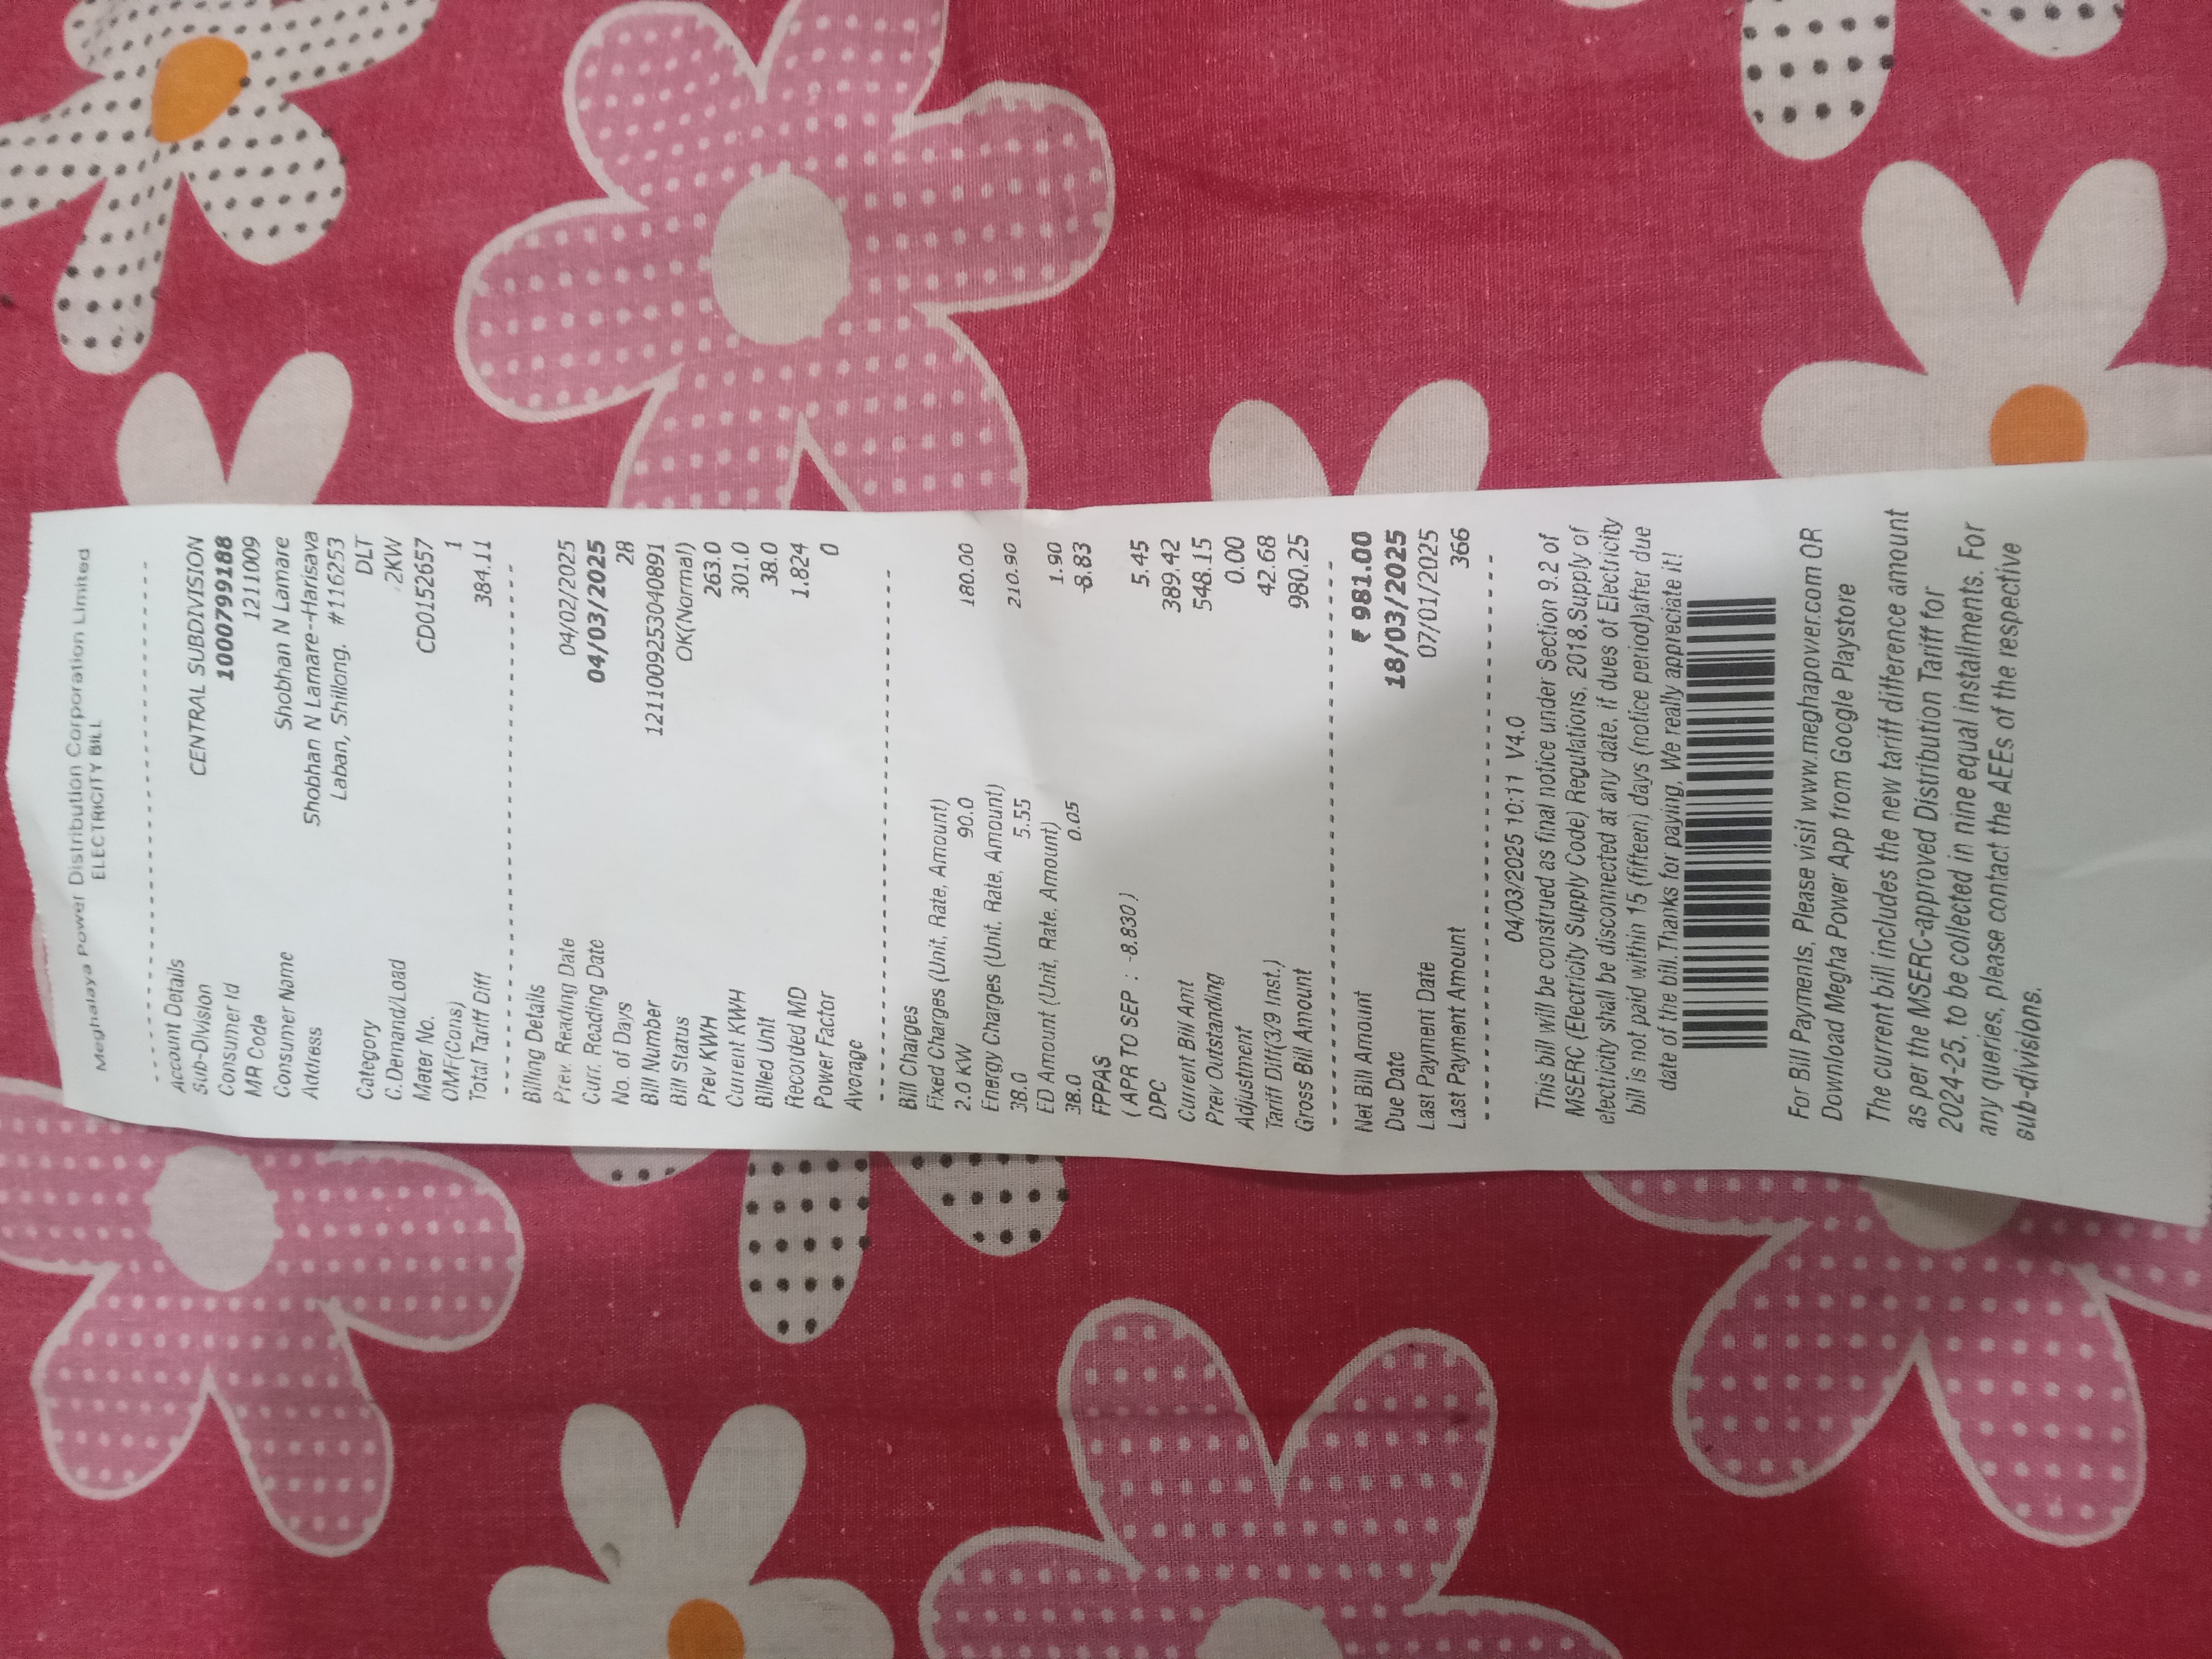 Meghalaya Power Distribution Corporation Limited
ELECTRICITY BILL
Account Details
Sub-Division CENTRAL SUBDIVISION
Consumer Id 10007999188
MR Code 1211009
Consumer Name Shobhan N Lamare
Address Shobhan N Lamare--Harisava
Laban, Shillong. #116253
Category DLT
C.Demand/Load 2KW
Meter No. CD0152657
OMF(Cons) 1
Total Tariff Diff 384.11
Billing Details
Prev. Reading Date 04/02/2025
Curr. Reading Date 04/03/2025
No. of Days 28
Bill Number 12110092530408​91
Bill Status OK(Normal)
Prev KWH 263.0
Current KWH 301.0
Billed Unit 38.0
Recorded MD 1.824
Power Factor
Average 0
Bill Charges
Fixed Charges (Unit, Rate, Amount)
2.0 KW 90.0 180.00
Energy Charges (Unit, Rate, Amount)
38.0 5.55 210.90
ED Amount (Unit, Rate, Amount)
38.0 0.05 1.90
FPPAS -8.83
( APR TO SEP : -8.830 )
DPC 5.45
Current Bill Amt 389.42
Prev Outstanding 548.15
Adjustment 0.00
Tariff Diff(3/9 Inst.) 42.68
Gross Bill Amount 980.25
Net Bill Amount ₹ 981.00
Due Date 18/03/2025
Last Payment Date 07/01/2025
Last Payment Amount 366
04/03/2025 10:11 V4.0
This bill will be construed as final notice under Section 9.2 of
MSERC (Electricity Supply Code) Regulations, 2018.Supply of
electricity shall be disconnected at any date, if dues of Electricity
bill is not paid within 15 (fifteen) days (notice period)after due
date of the bill.Thanks for paying, We really appreciate it!
For Bill Payments, Please visit www.meghapover.com OR
Download Megha Power App from Google Playstore
The current bill includes the new tariff difference amount
as per the MSERC-approved Distribution Tariff for
2024-25, to be collected in nine equal installments. For
any queries, please contact the AEEs of the respective
sub-divisions.